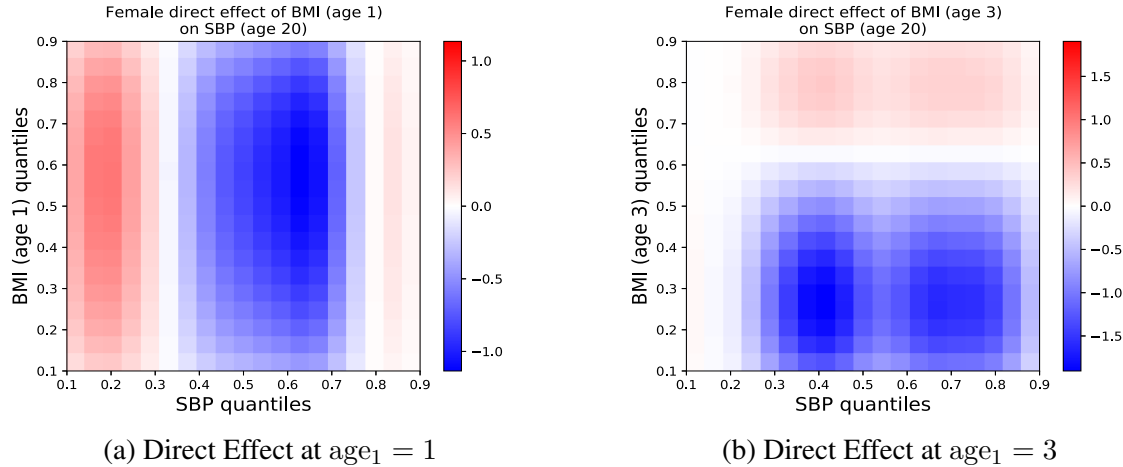 Female direct effect of BMI (age 1)
on SBP (age 20)
0.9
0.8
0.7
0.6
0.5
0.4
0.3
0.2
0.1
BMI (age 1) quantiles
0.1 0.2 0.3 0.4 0.5 0.6 0.7 0.8 0.9
SBP quantiles
1.0
0.5
0.0
−0.5
−1.0
(a) Direct Effect at age₁ = 1
Female direct effect of BMI (age 3)
on SBP (age 20)
0.9
0.8
0.7
0.6
0.5
0.4
0.3
0.2
0.1
BMI (age 3) quantiles
0.1 0.2 0.3 0.4 0.5 0.6 0.7 0.8 0.9
SBP quantiles
1.5
1.0
0.5
0.0
−0.5
−1.0
−1.5
(b) Direct Effect at age₁ = 3